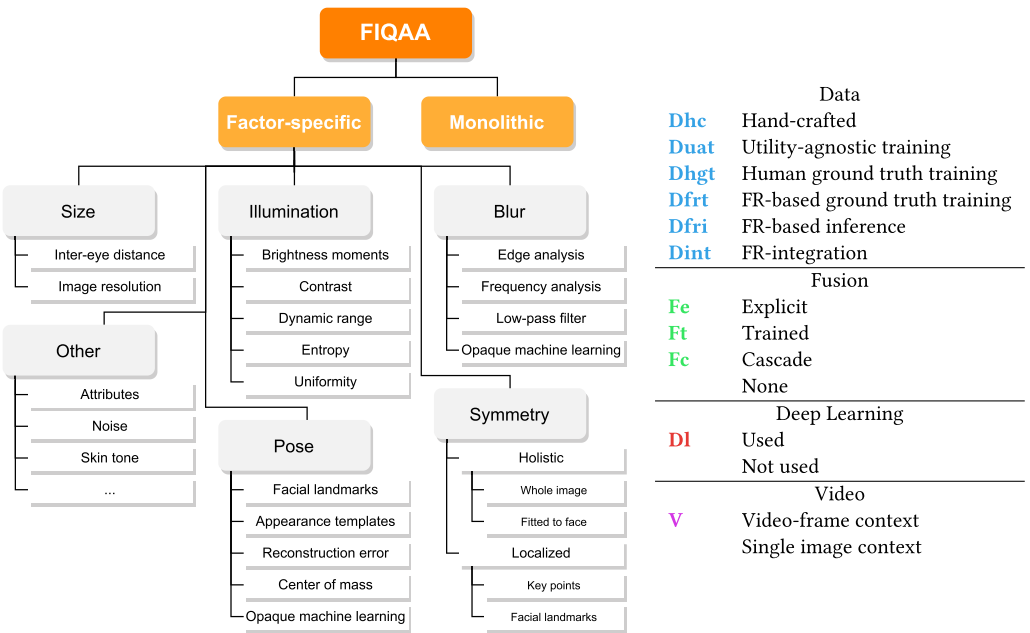 FIQAA
Factor-specific
Monolithic
Size
Inter-eye distance
Image resolution
Illumination
Brightness moments
Contrast
Dynamic range
Entropy
Uniformity
Blur
Edge analysis
Frequency analysis
Low-pass filter
Opaque machine learning
Other
Attributes
Noise
Skin tone
...
Pose
Facial landmarks
Appearance templates
Reconstruction error
Center of mass
Opaque machine learning
Symmetry
Holistic
Whole image
Fitted to face
Localized
Key points
Facial landmarks
Data
Dhc Hand-crafted
Duat Utility-agnostic training
Dhgt Human ground truth training
Dfrt FR-based ground truth training
Dfri FR-based inference
Dint FR-integration
Fusion
Fe Explicit
Ft Trained
Fc Cascade
None
Deep Learning
Dl Used
Not used
Video
V Video-frame context
Single image context